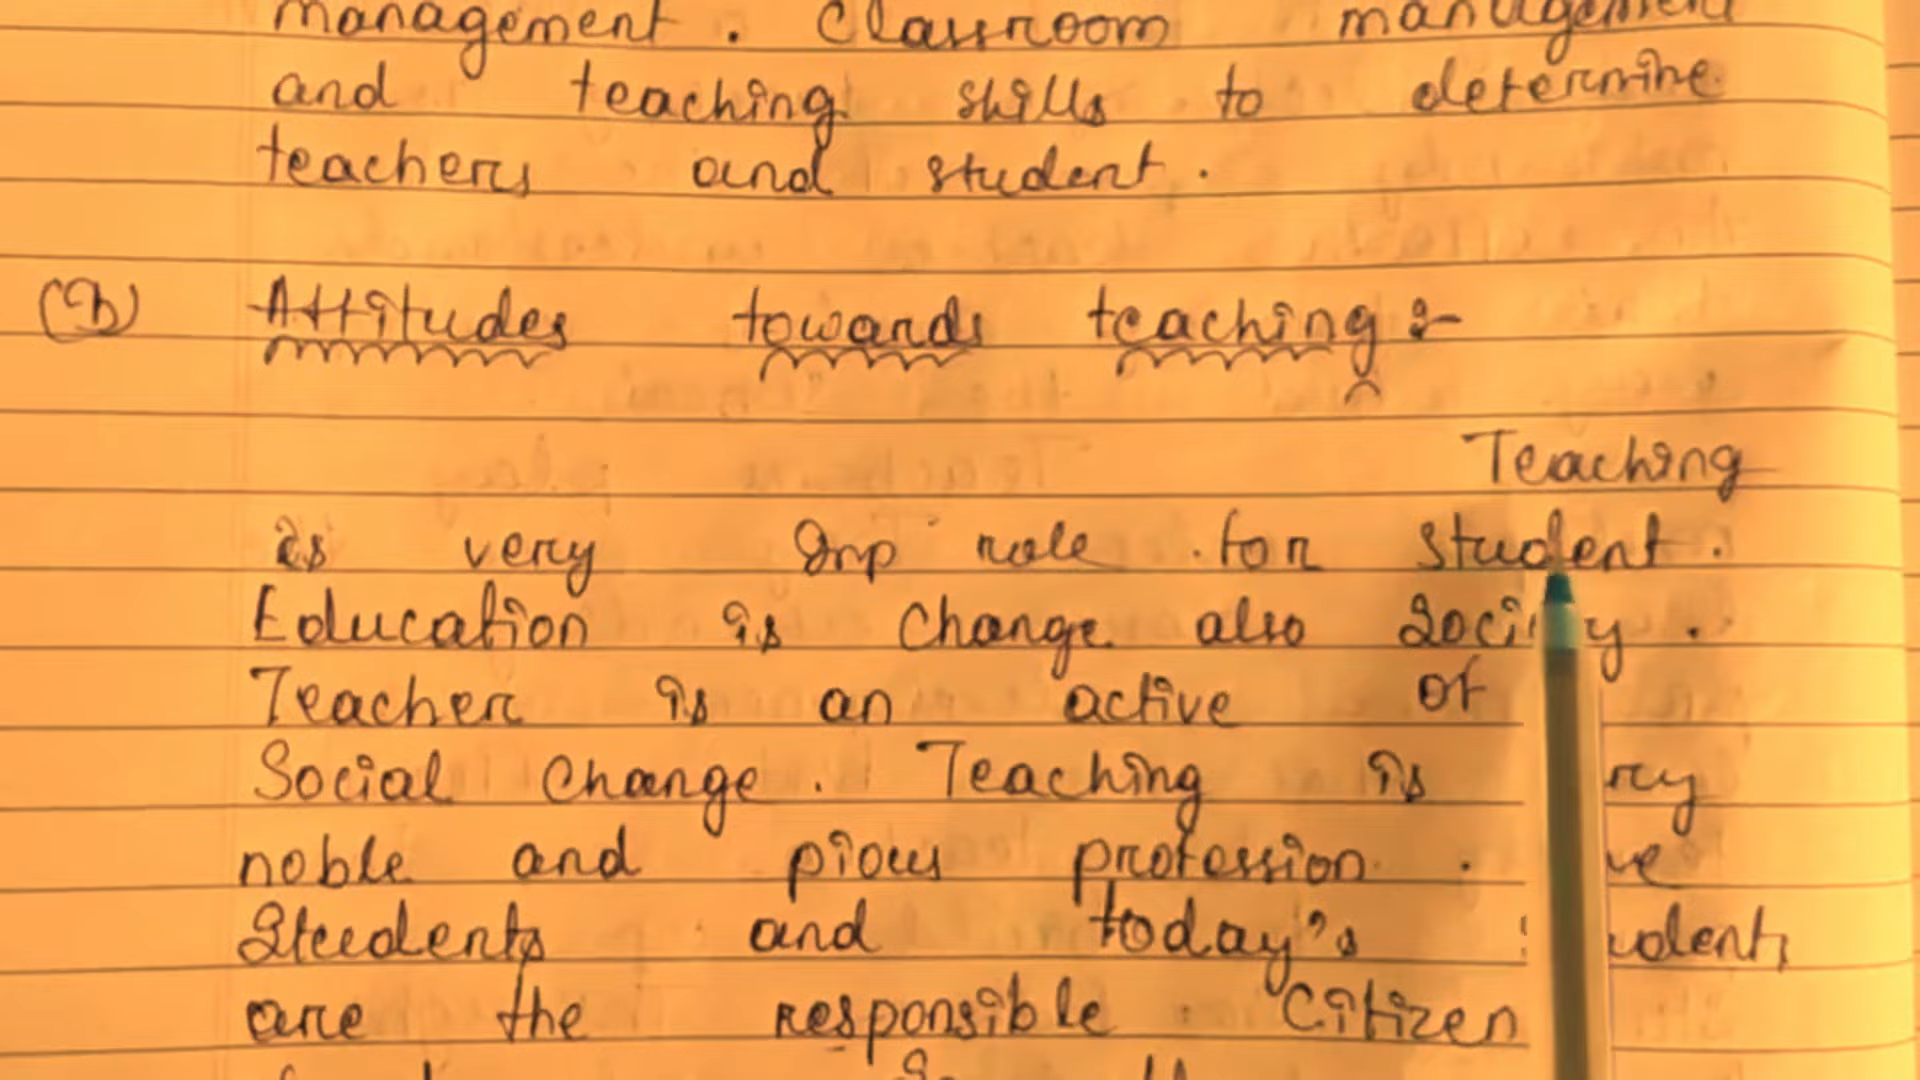 management. Classroom management
and teaching skills to determine
teachers and student.
(b) Attitudes towards teaching :-
Teaching
is very Imp role for student.
Education is change also Society.
Teacher is an active of
Social change. Teaching is
noble and pious profession.
Students and today's
are the responsible citizen